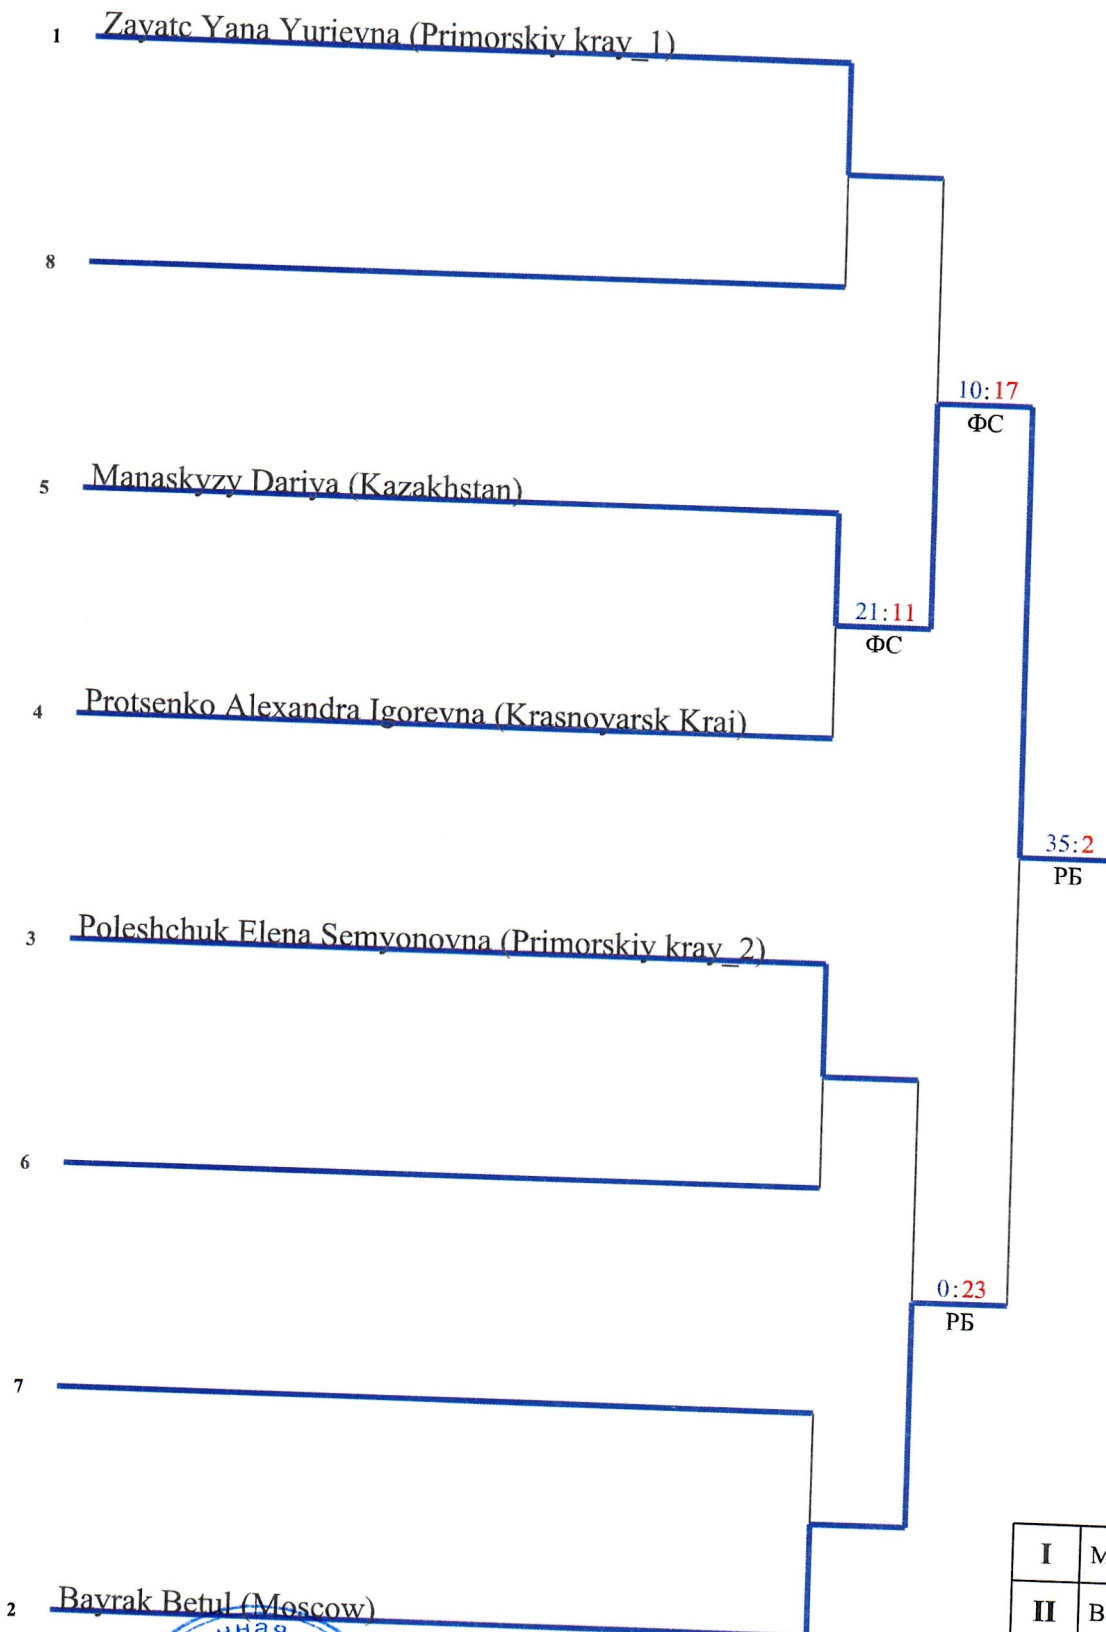 1 Zayatc Yana Yurievna (Primorskiy kray_1)
8
10:17
ФС
5 Manaskyzy Dariya (Kazakhstan)
21:11
ФС
4 Protsenko Alexandra Igorevna (Krasnoyarsk Krai)
35:2
РБ
3 Poleshchuk Elena Semyonovna (Primorskiy kray_2)
6
0:23
РБ
7
I М
2 Bayrak Betul (Moscow)
II B